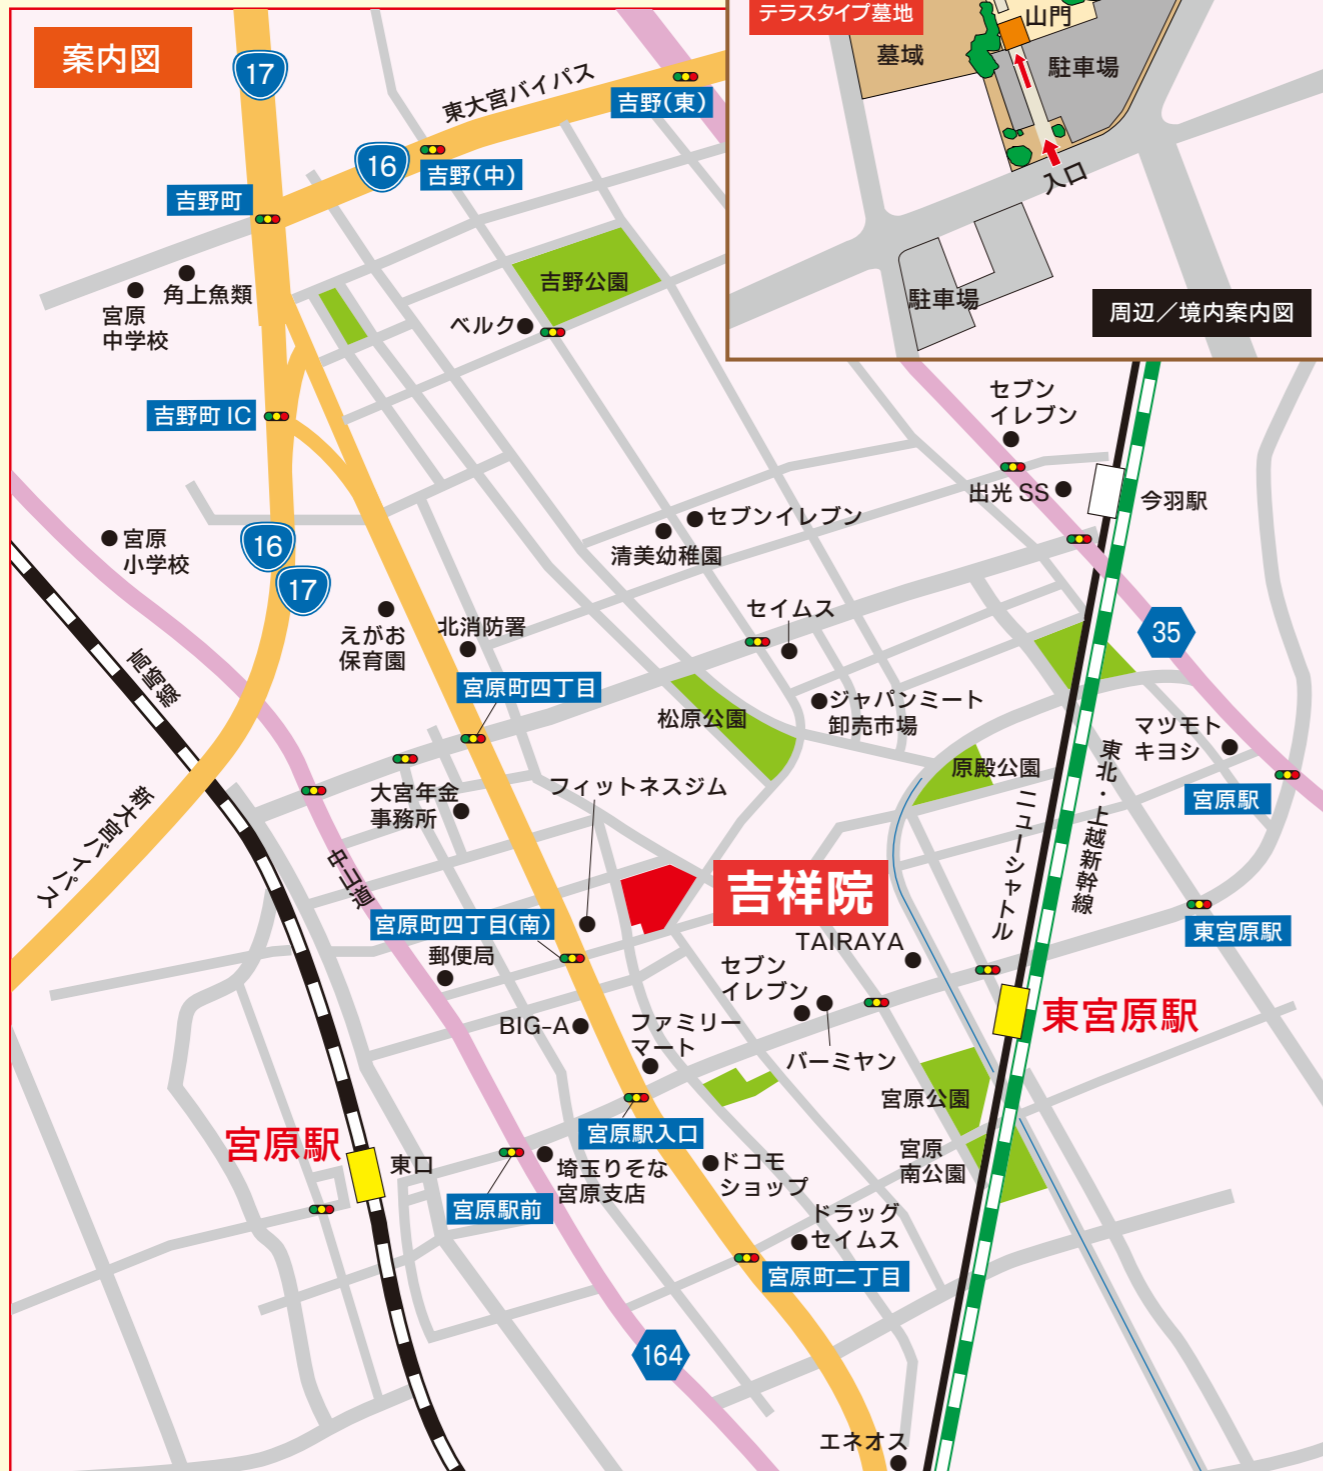 案内図
17
東大宮バイパス
吉野(東)
16
吉野(中)
吉野町
角上魚類
宮原
中学校
吉野公園
ベルク
吉野町 IC
テラスタイプ墓地
山門
墓域
駐車場
入口
駐車場
周辺／境内案内図
セブン
イレブン
出光 SS
今羽駅
宮原
小学校
16
17
セブンイレブン
清美幼稚園
えがお
保育園
北消防署
セイムス
35
高崎線
宮原町四丁目
松原公園
ジャパンミート
卸売市場
マツモト
キヨシ
原殿公園
宮原駅
東北・上越新幹線
ニューシャトル
大宮年金
事務所
フィットネスジム
新大宮バイパス
中山道
吉祥院
宮原町四丁目(南)
郵便局
TAIRAYA
東宮原駅
セブン
イレブン
東宮原駅
BIG-A
ファミリー
マート
バーミヤン
宮原公園
宮原駅
東口
宮原駅入口
宮原
南公園
埼玉りそな
宮原支店
ドコモ
ショップ
宮原駅前
ドラッグ
セイムス
宮原町二丁目
164
エネオス